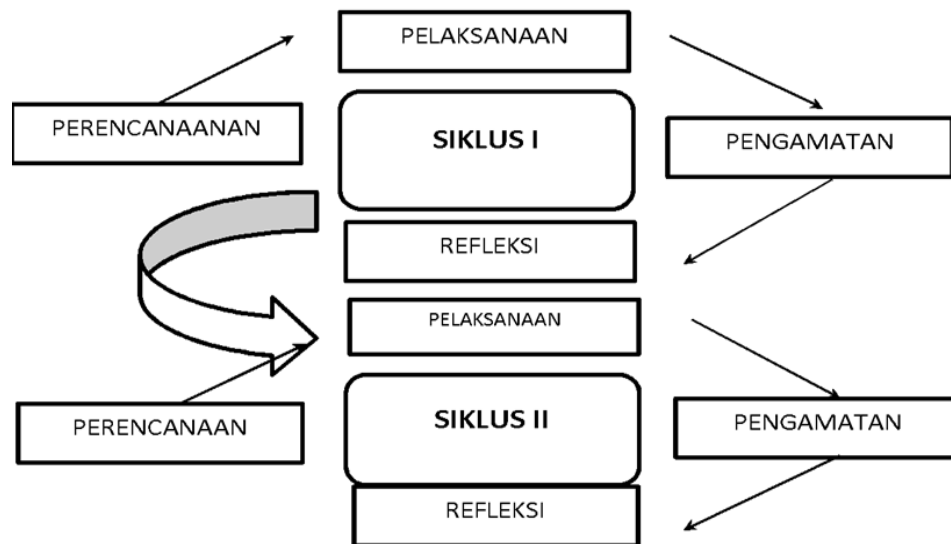 PELAKSANAAN
PERENCANAANAN
SIKLUS I
PENGAMATAN
REFLEKSI
PELAKSANAAN
PERENCANAAN
SIKLUS II
PENGAMATAN
REFLEKSI